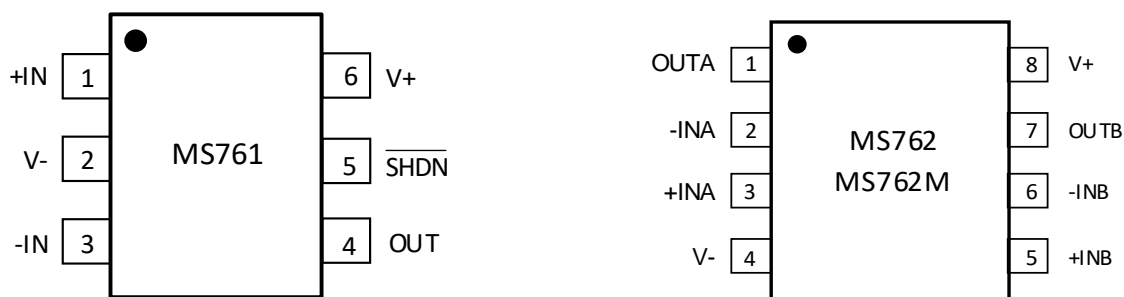 +IN 1 6 V+
V- 2 MS761 5 SHDN
-IN 3 4 OUT
OUTA 1 8 V+
-INA 2 MS762 7 OUTB
+INA 3 MS762M 6 -INB
V- 4 5 +INB